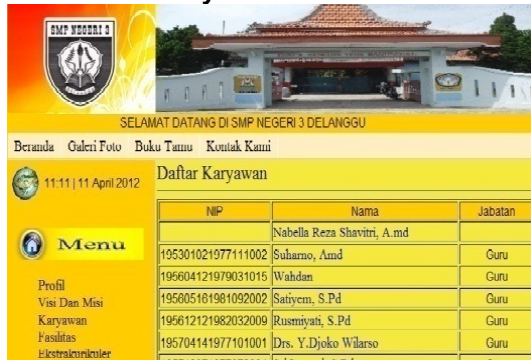 SMP NEGERI 3
SELAMAT DATANG DI SMP NEGERI 3 DELANGGU
Beranda Galeri Foto Buku Tamu Kontak Kami
11:11 | 11 April 2012
Daftar Karyawan
NIP Nama Jabatan
Nabella Reza Shavitri, A.md
195301021977111002 Suharno, Amd Guru
195604121979031015 Wahdan Guru
195605161981092002 Satiyem, S.Pd Guru
195612121982032009 Rusmiyati, S.Pd Guru
195704141977101001 Drs. Y.Djoko Wilarso Guru
Menu
Profil
Visi Dan Misi
Karyawan
Fasilitas
Ekstrakurikuler